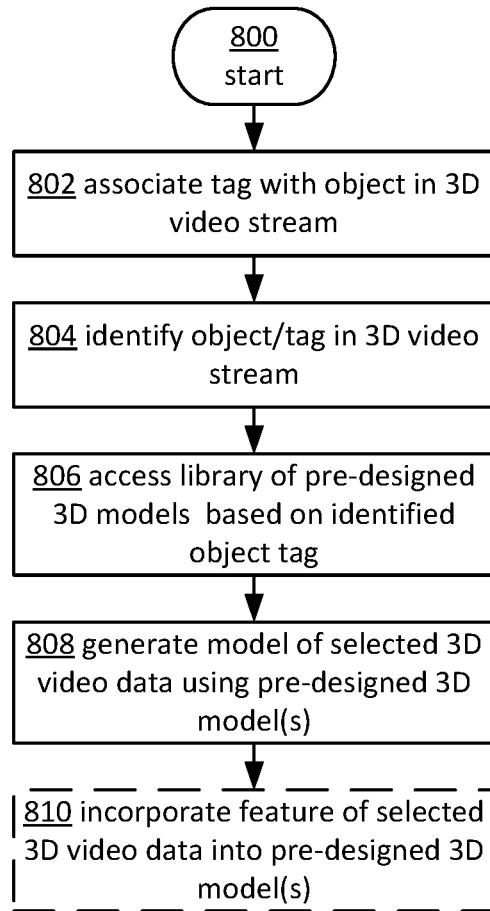 800
start
802 associate tag with object in 3D
video stream
804 identify object/tag in 3D video
stream
806 access library of pre-designed
3D models based on identified
object tag
808 generate model of selected 3D
video data using pre-designed 3D
model(s)
810 incorporate feature of selected
3D video data into pre-designed 3D
model(s)